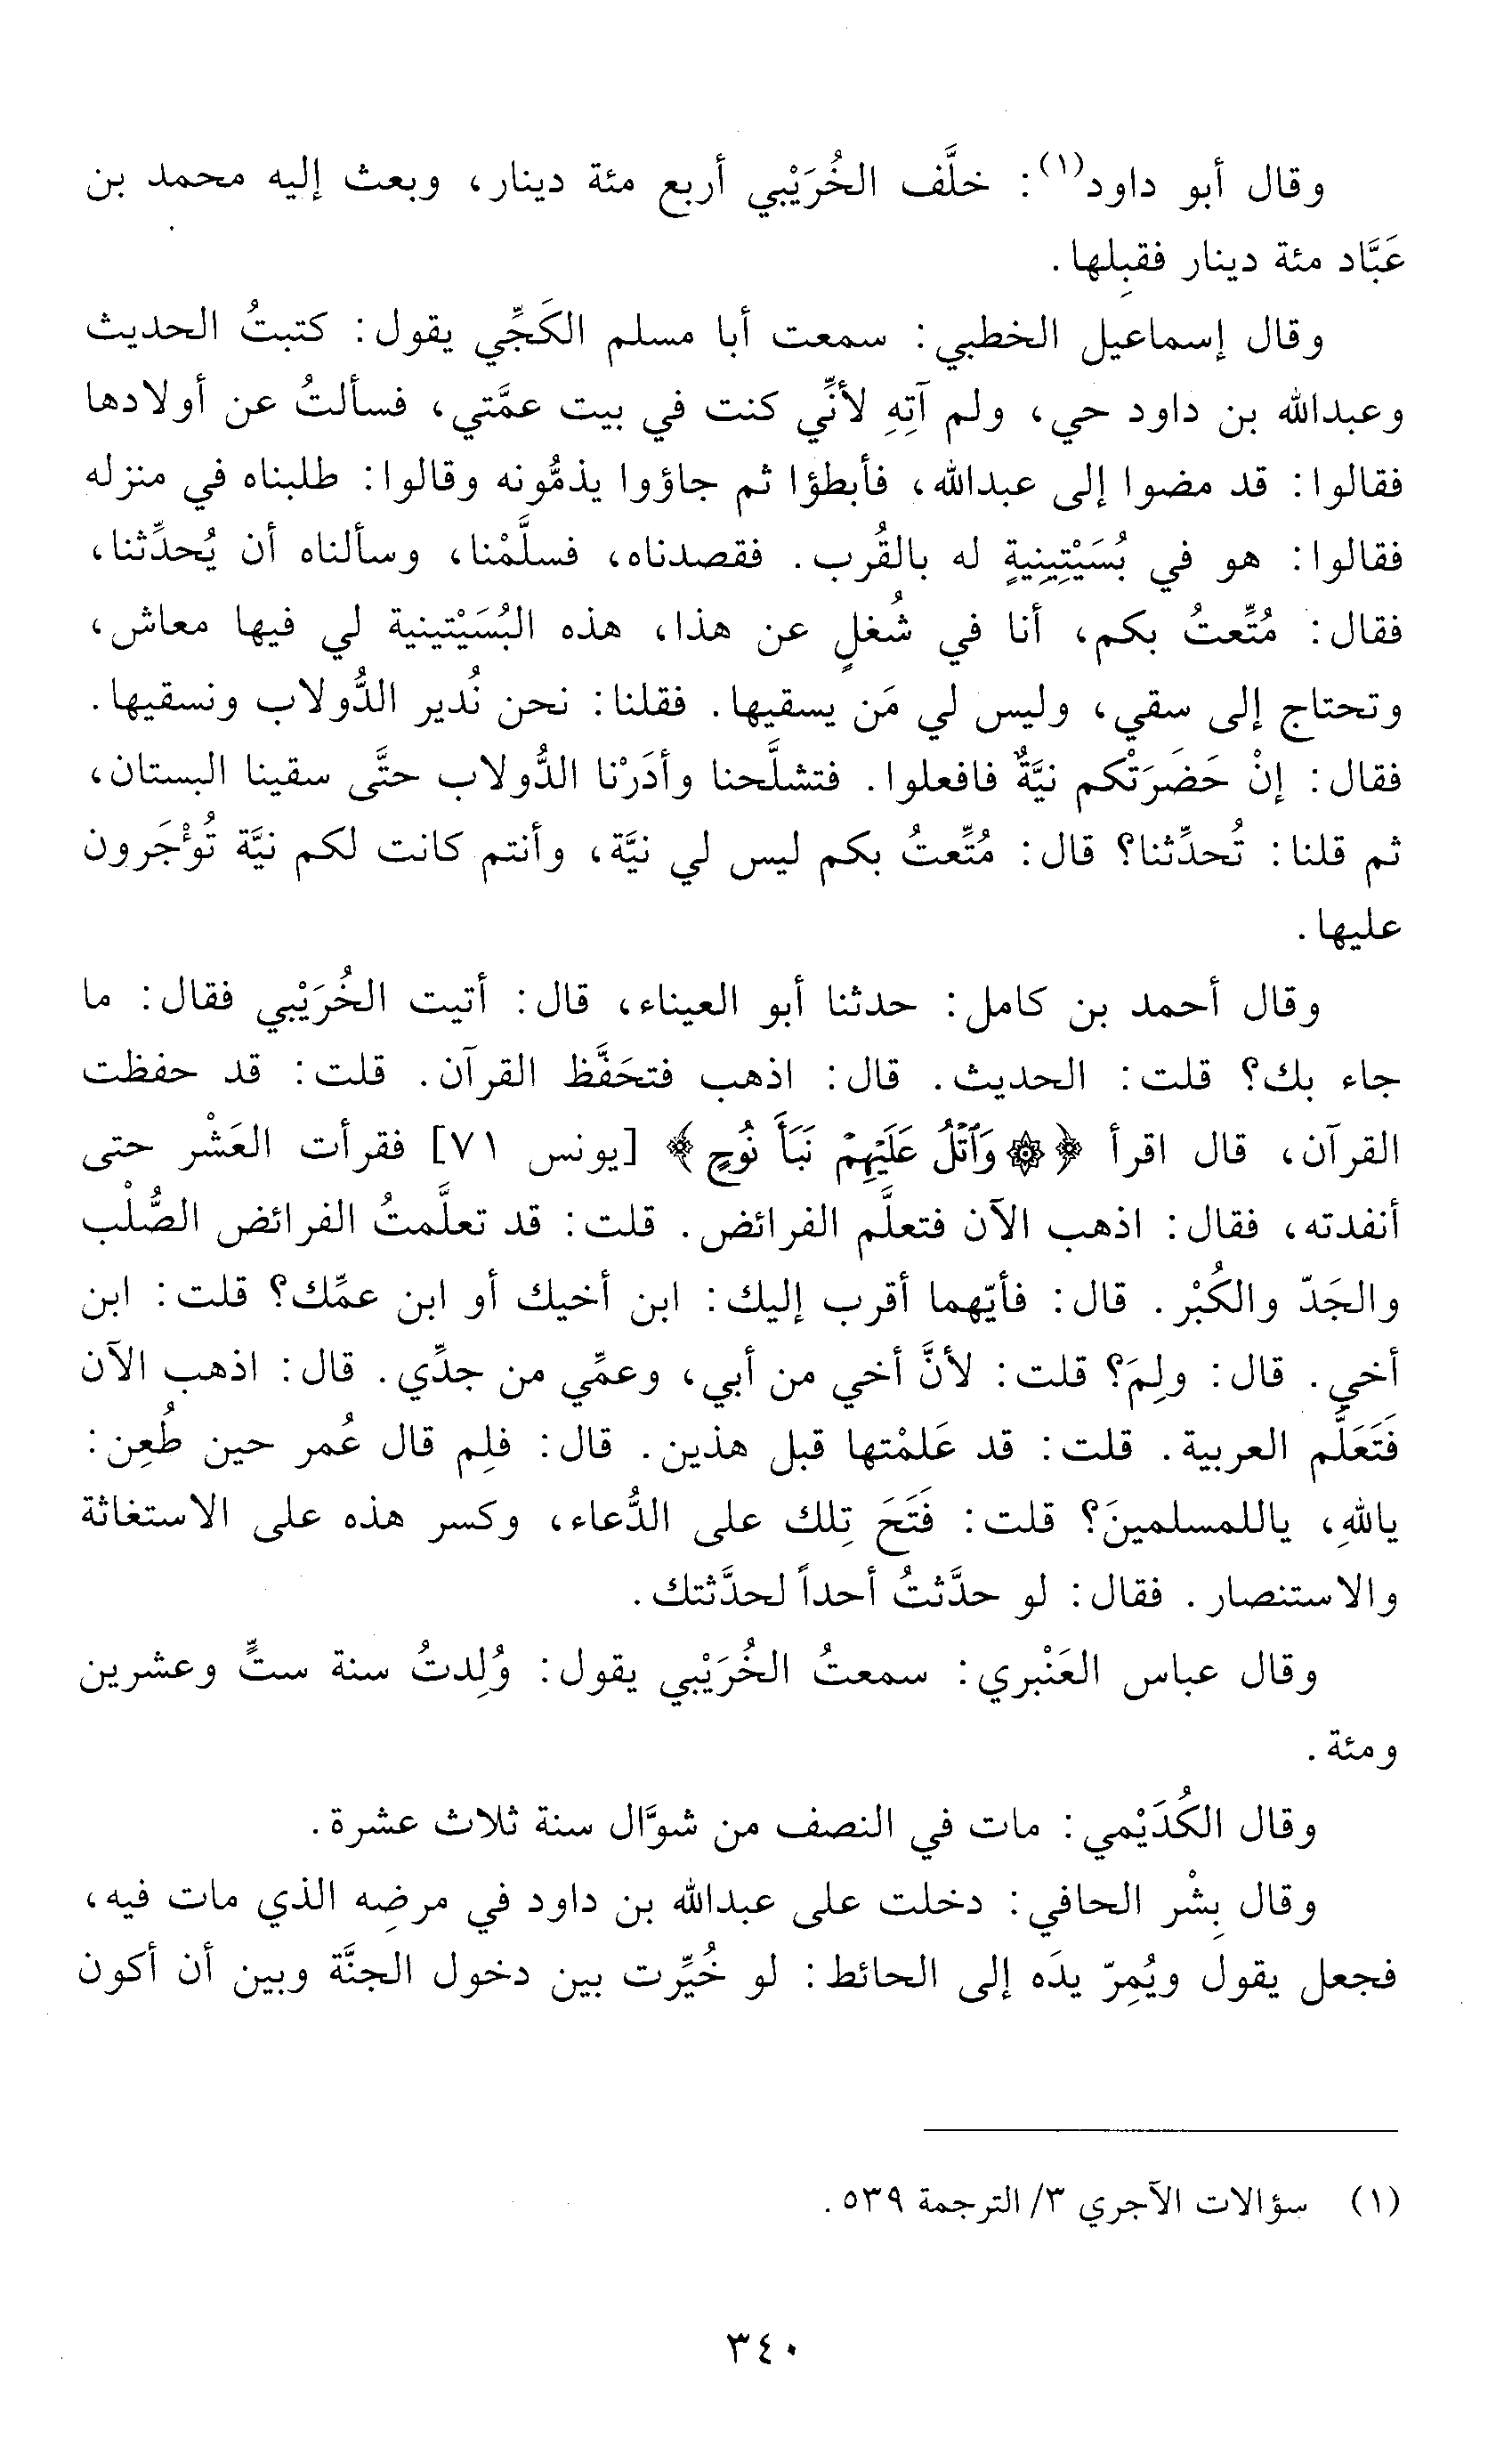 وقال أبو داود(١): خلَّف الخُرَيْبي أربع مئة دينار، وبعث إليه محمد بن
عَبَّاد مئة دينار فقبِلها.
وقال إسماعيل الخطبي: سمعت أبا مسلم الكَجِّي يقول: كتبتُ الحديث
وعبدالله بن داود حي، ولم آتِهِ لأنِّي كنت في بيت عمَّتي، فسألتُ عن أولادها
فقالوا: قد مضوا إلى عبدالله، فأبطؤا ثم جاؤوا يذمُّونه وقالوا: طلبناه في منزله
فقالوا: هو في بُسَيْتِينِيةٍ له بالقُرب. فقصدناه، فسلَّمْنا، وسألناه أن يُحدِّثنا،
فقال: مُتِّعتُ بكم، أنا في شُغلٍ عن هذا، هذه البُسَيْتِينية لي فيها معاش،
وتحتاج إلى سقي، وليس لي مَن يسقيها. فقلنا: نحن نُدير الدُّولاب ونسقيها.
فقال: إنْ حَضَرَتْكم نيَّةٌ فافعلوا. فتشلَّحنا وأدَرْنا الدُّولاب حتَّى سقينا البستان،
ثم قلنا: تُحدِّثنا؟ قال: مُتِّعتُ بكم ليس لي نيَّة، وأنتم كانت لكم نيَّة تُؤْجَرون
عليها.
وقال أحمد بن كامل: حدثنا أبو العيناء، قال: أتيت الخُرَيْبي فقال: ما
جاء بك؟ قلت: الحديث. قال: اذهب فتحَفَّظ القرآن. قلت: قد حفظت
القرآن، قال اقرأ ﴿۞ وَٱتْلُ عَلَيْهِمْ نَبَأَ نُوحٍ﴾ [يونس ٧١] فقرأت العَشْر حتى
أنفدته، فقال: اذهب الآن فتعلَّم الفرائض. قلت: قد تعلَّمتُ الفرائض الصُّلْب
والجَدّ والكُبْر. قال: فأيّهما أقرب إليك: ابن أخيك أو ابن عمِّك؟ قلت: ابن
أخي. قال: ولِمَ؟ قلت: لأنَّ أخي من أبي، وعمِّي من جدِّي. قال: اذهب الآن
فَتَعَلَّم العربية. قلت: قد عَلمْتها قبل هذين. قال: فلِم قال عُمر حين طُعِن:
ياللهِ، ياللمسلمينَ؟ قلت: فَتَحَ تِلك على الدُّعاء، وكسر هذه على الاستغاثة
والاستنصار. فقال: لو حدَّثتُ أحداً لحدَّثتك.
وقال عباس العَنْبري: سمعتُ الخُرَيْبي يقول: وُلِدتُ سنة ستٍّ وعشرين
ومئة.
وقال الكُدَيْمي: مات في النصف من شوَّال سنة ثلاث عشرة.
وقال بِشْر الحافي: دخلت على عبدالله بن داود في مرضِه الذي مات فيه،
فجعل يقول ويُمِرّ يدَه إلى الحائط: لو خُيِّرت بين دخول الجنَّة وبين أن أكون
(١) سؤالات الآجري ٣/ الترجمة ٥٣٩.
٣٤٠